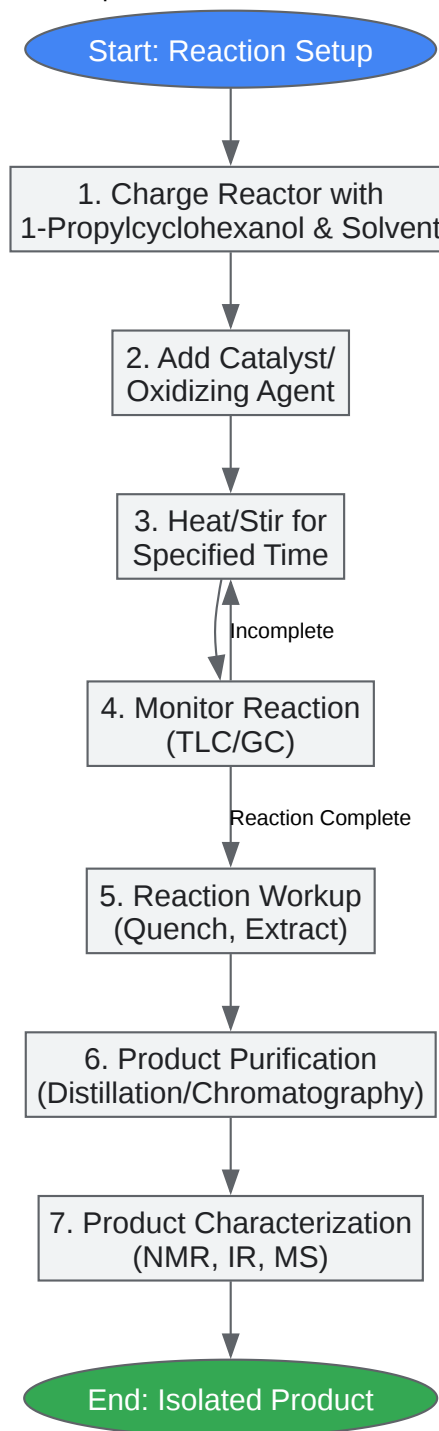 Start: Reaction Setup
1. Charge Reactor with
1-Propylcyclohexanol & Solvent
2. Add Catalyst/
Oxidizing Agent
3. Heat/Stir for
Specified Time
Incomplete
4. Monitor Reaction
(TLC/GC)
Reaction Complete
5. Reaction Workup
(Quench, Extract)
6. Product Purification
(Distillation/Chromatography)
7. Product Characterization
(NMR, IR, MS)
End: Isolated Product